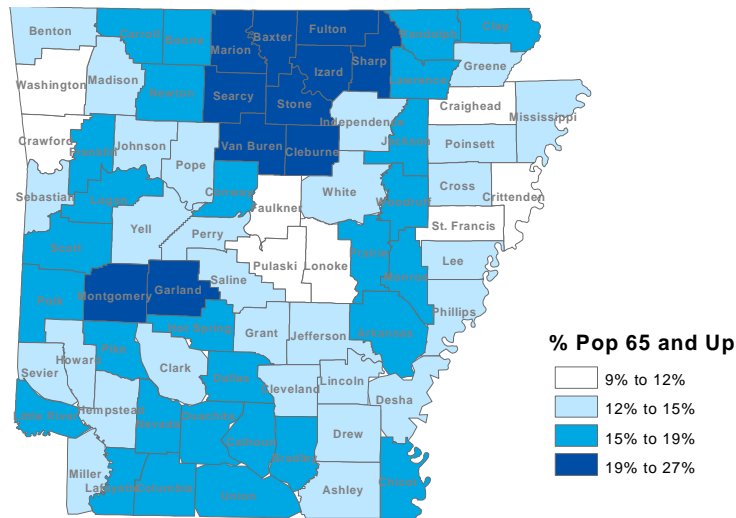 Benton
Carroll
Boone
Marion
Baxter
Fulton
Randolph
Clay
Sharp
Izard
Greene
Washington
Madison
Newton
Searcy
Stone
Lawrence
Craighead
Mississippi
Independence
Crawford
Franklin
Johnson
Pope
Van Buren
Cleburne
Jackson
Poinsett
Sebastian
Logan
Conway
White
Woodruff
Cross
Crittenden
Faulkner
St. Francis
Scott
Yell
Perry
Pulaski
Lonoke
Prairie
Monroe
Lee
Polk
Montgomery
Garland
Saline
Phillips
Hot Spring
Grant
Jefferson
Arkansas
Howard
Pike
Clark
Sevier
Dallas
Cleveland
Lincoln
Desha
Little River
Hempstead
Nevada
Ouachita
Calhoun
Bradley
Drew
Miller
Lafayette
Columbia
Union
Ashley
Chicot
% Pop 65 and Up
9% to 12%
12% to 15%
15% to 19%
19% to 27%